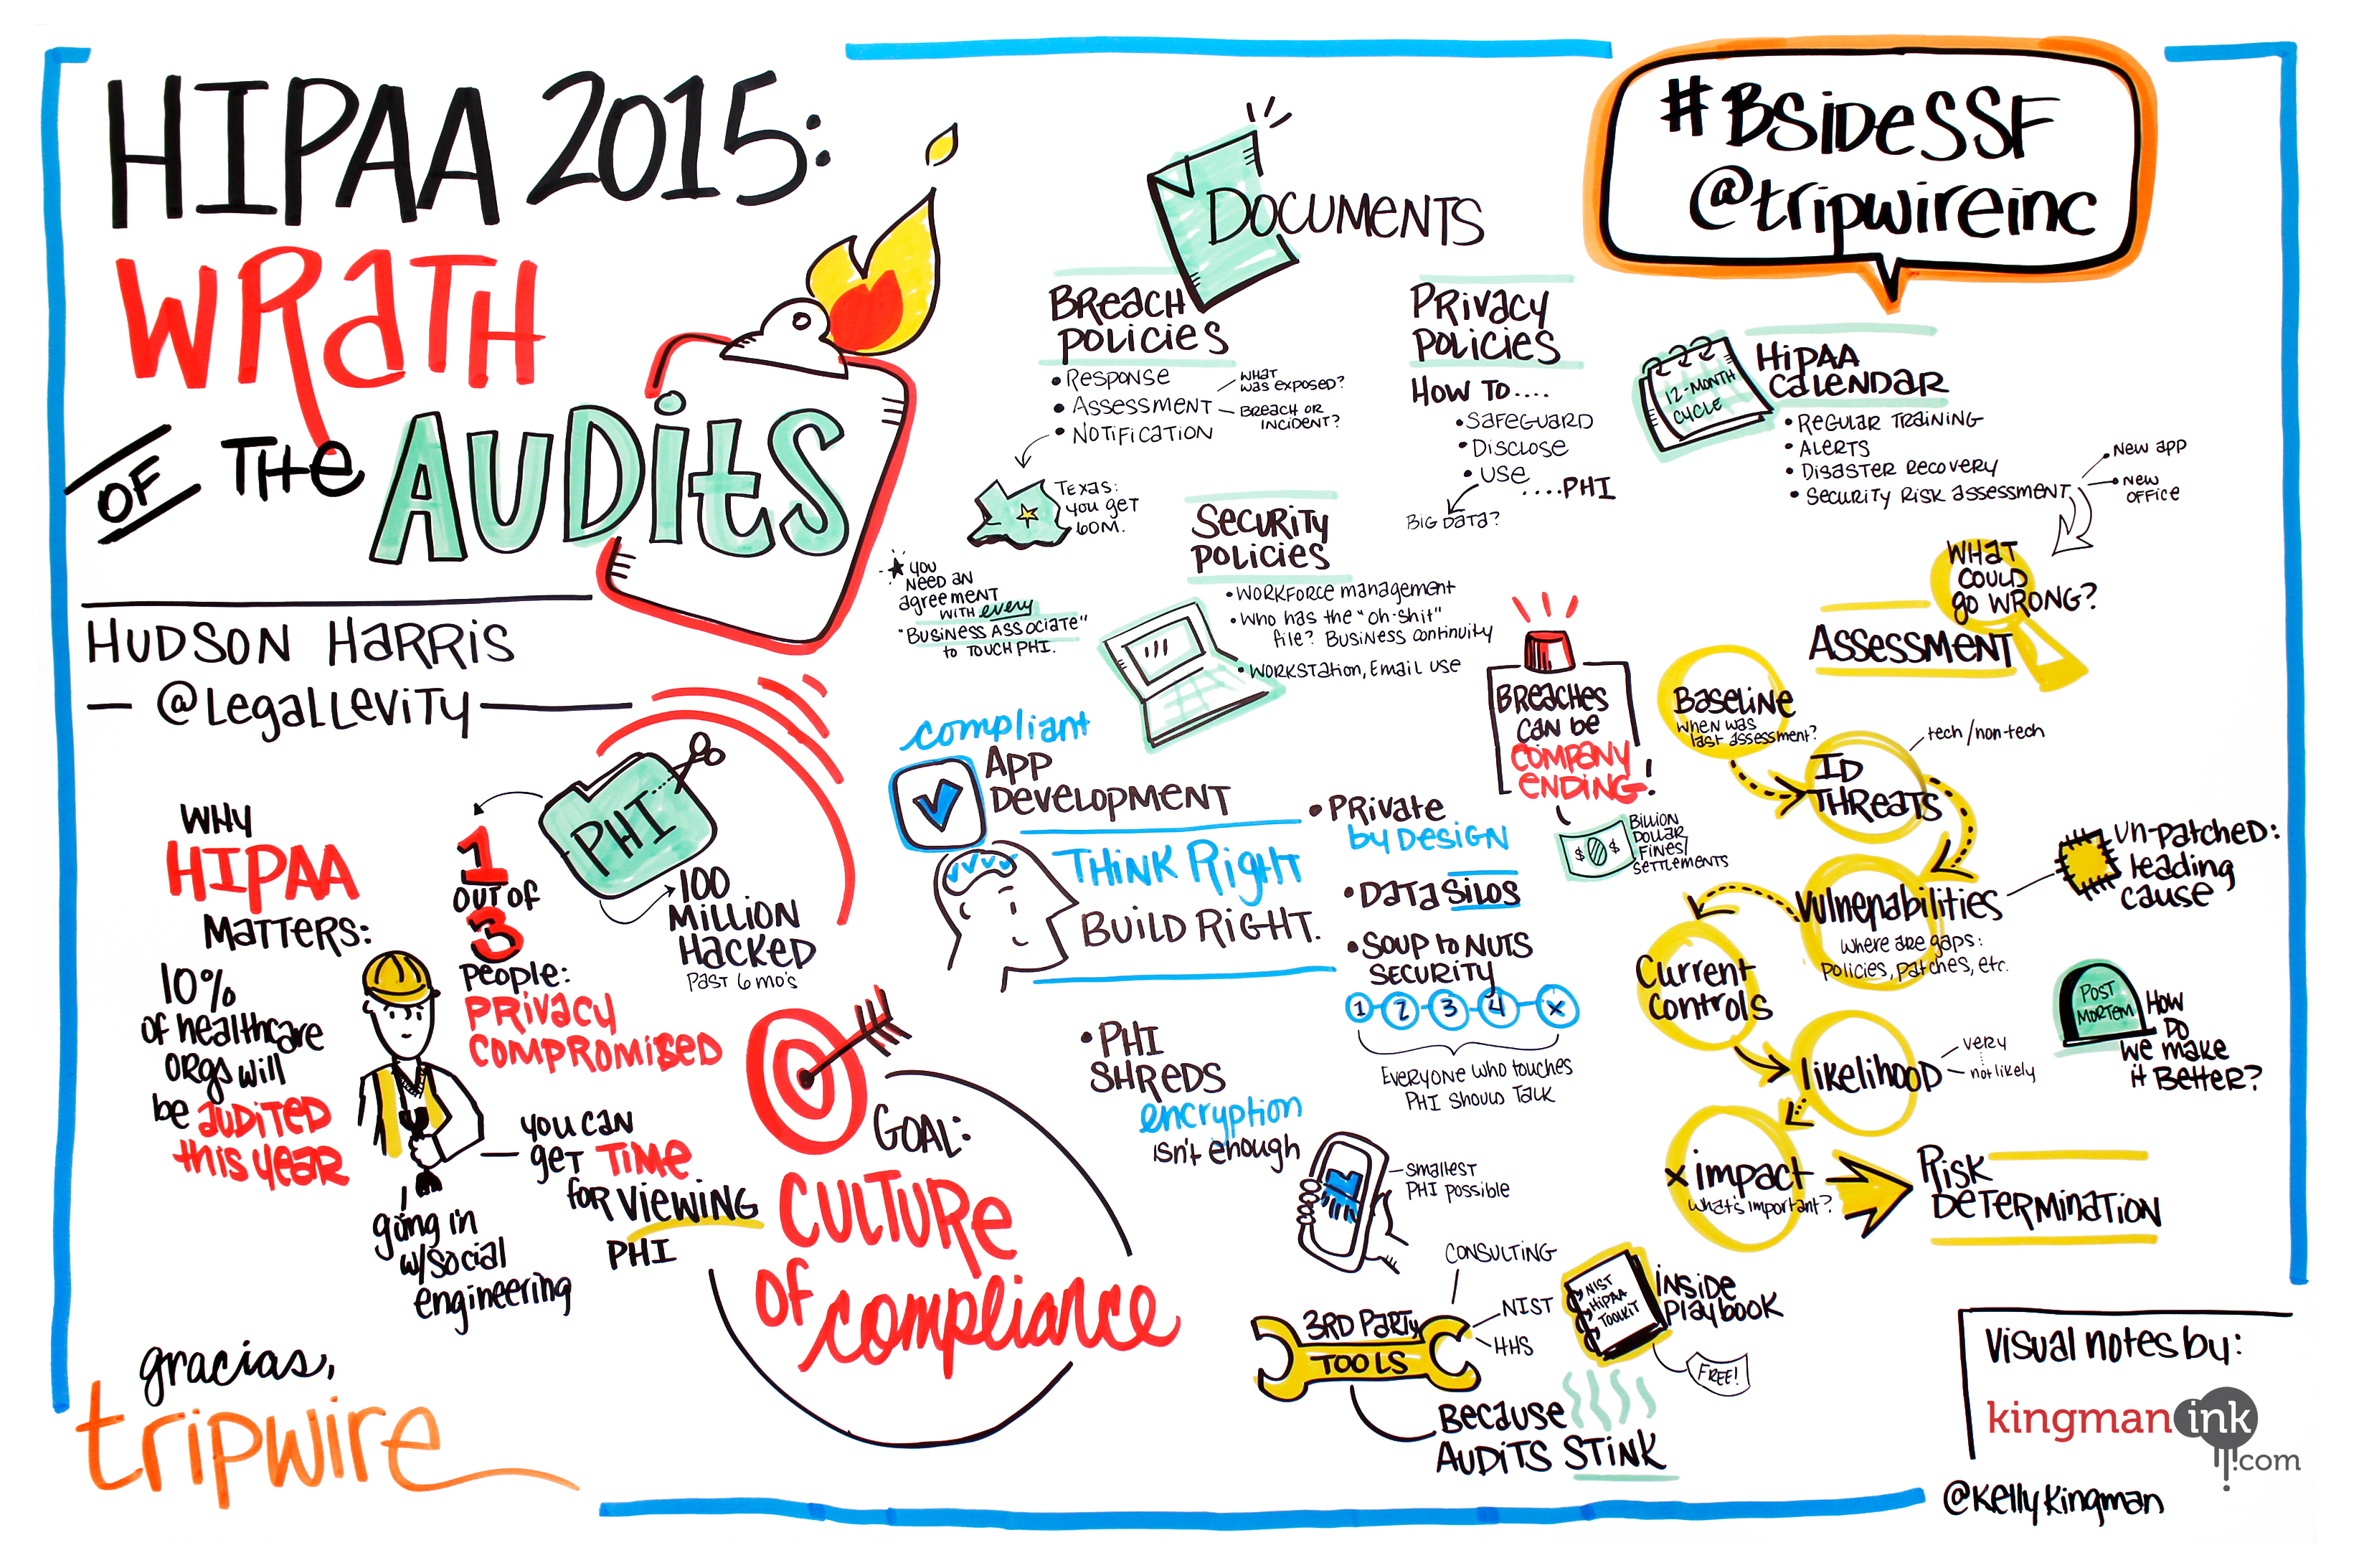 HIPAA 2015:
WRATH
OF THE AUDITS
HUDSON HARRIS
— @LegalLevity —
WHY
HIPAA
MATTERS:
10%
of healthcare
ORGS will
be AUDITED
this year
going in
w/social
engineering
1
OUT OF
3
People:
PRIVACY
COMPROMISED
PHI
100
MILLION
HACKED
PAST 6 MO'S
YOU CAN
get TIME
FOR VIEWING
PHI
GOAL:
CULTURE
OF compliance
gracias,
tripwire
DOCUMENTS
BREACH
POLICIES
• RESPONSE
• ASSESSMENT
• NOTIFICATION
WHAT
WAS EXPOSED?
BREACH OR
INCIDENT?
TEXAS:
YOU GET
60M.
★ YOU
NEED AN
agreement
WITH every
"BUSINESS ASSOCIATE"
to TOUCH PHI.
PRIVACY
POLICIES
HOW TO....
• SAFEGUARD
• DISCLOSE
• USE
....PHI
BIG DATA?
SECURITY
POLICIES
• WORKFORCE management
• Who has the "oh-shit"
file? BUSINESS continuity
• WORKSTATION, EMAIL USE
compliant
APP
DEVELOPMENT
THINK RIGHT
BUILD RIGHT.
• PRIVATE
by DESIGN
• DATA SILOS
• SOUP to NUTS
SECURITY
1 2 3 4 X
EVERYONE WHO TOUCHES
PHI SHOULD TALK
• PHI
SHREDS
encryption
isn't enough
SMALLEST
PHI possible
BREACHES
CAN be
COMPANY
ENDING!
$ $
BILLION
DOLLAR
FINES/
SETTLEMENTS
3RD PARTY
TOOLS
CONSULTING
NIST
HHS
NIST
HIPAA
TOOLKIT
INSIDE
PLAYBOOK
FREE!
BECAUSE
AUDITS STINK
#BSIDESSF
@tripwireinc
12-MONTH
CYCLE
HIPAA
CALENDAR
• REGULAR TRAINING
• ALERTS
• DISASTER RECOVERY
• SECURITY RISK ASSESSMENT
New app
NEW
OFFICE
WHAT
COULD
go WRONG?
ASSESSMENT
BASELINE
When was
last assessment?
ID
THREATS
tech/non-tech
Vulnerabilities
Where are gaps:
Policies, patches, etc.
UN-PATCHED:
leading
cause
CURRENT
CONTROLS
likelihood
very
not likely
POST
MORTEM
HOW
DO
We make
it BETTER?
x impact
What's important?
RISK
DETERMINATION
Visual notes by:
kingman ink
.com
@KellyKingman